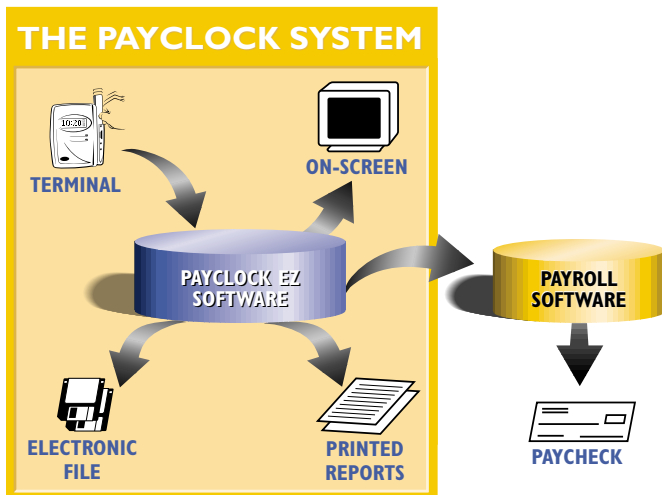 THE PAYCLOCK SYSTEM
10:20
TERMINAL
ON-SCREEN
PAYCLOCK EZ
SOFTWARE
PAYROLL
SOFTWARE
ELECTRONIC
FILE
PRINTED
REPORTS
PAYCHECK